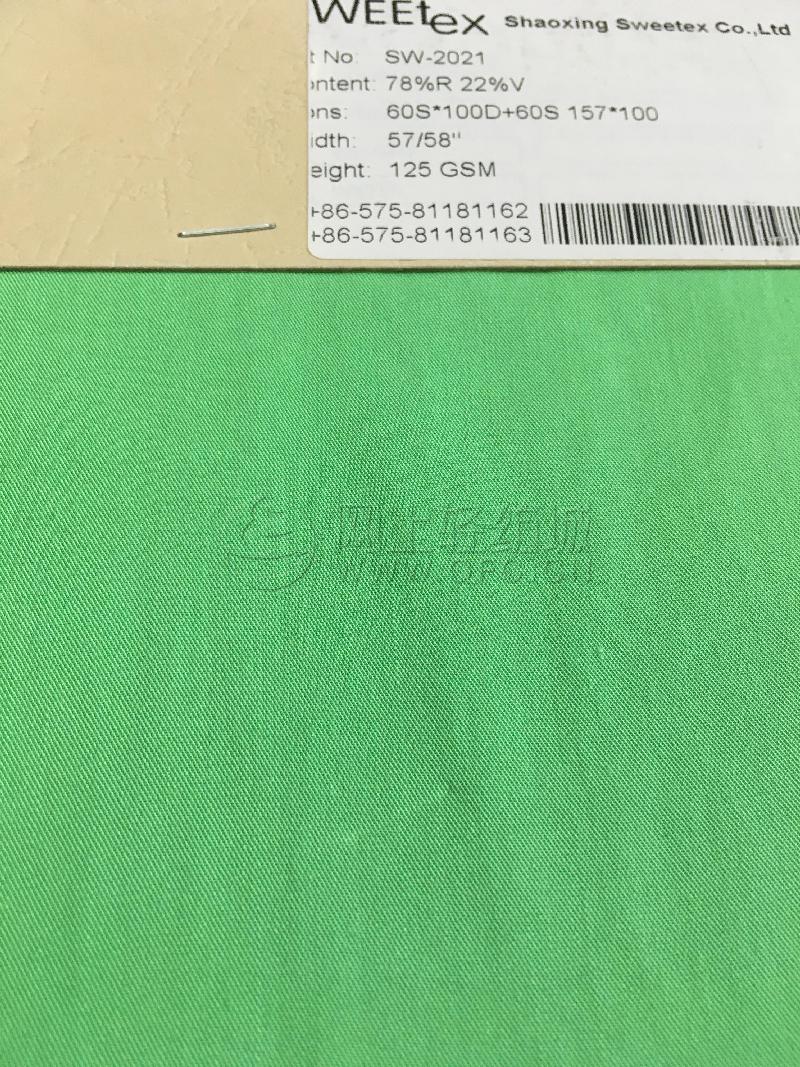 WEEtex Shaoxing Sweetex Co.,Ltd
t No: SW-2021
ontent: 78%R 22%V
ons: 60S*100D+60S 157*100
idth: 57/58"
eight: 125 GSM
+86-575-81181162
+86-575-81181163